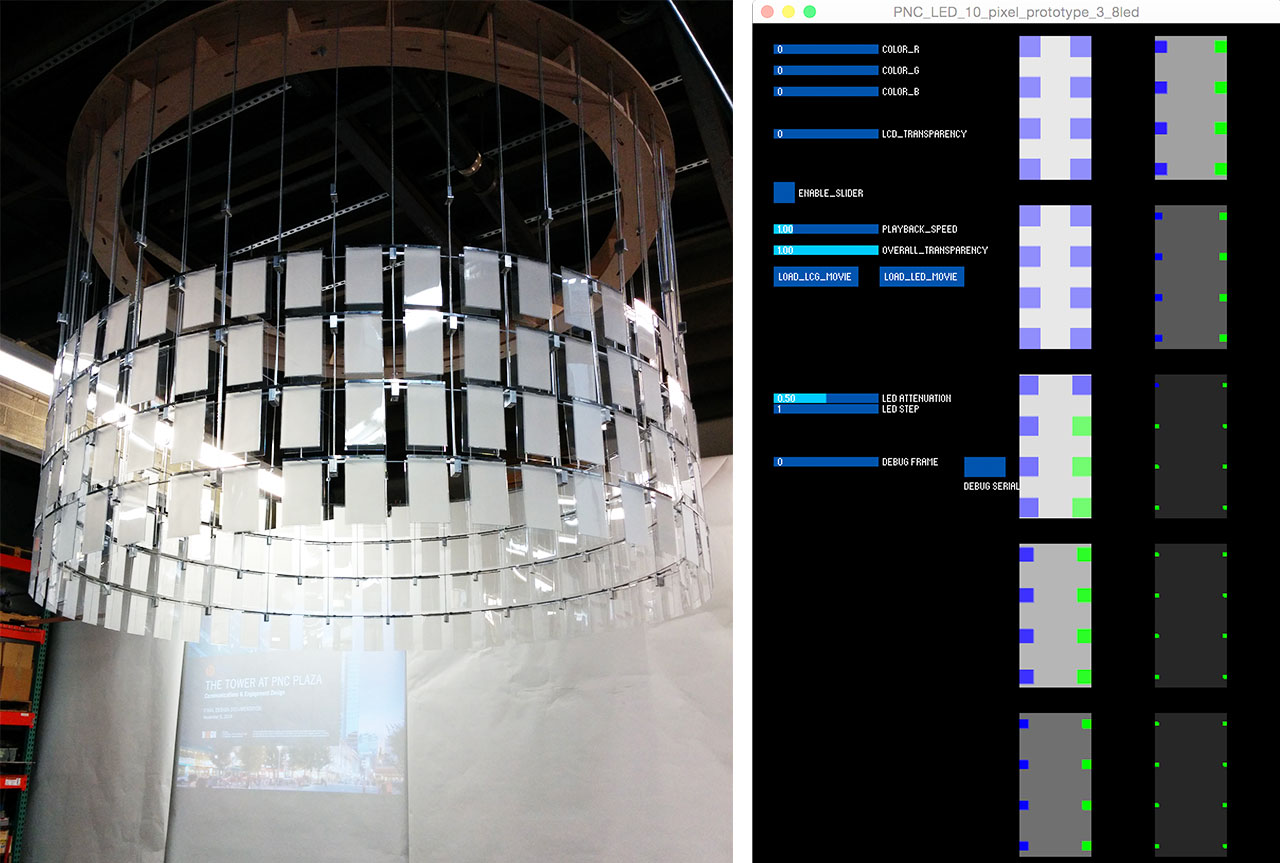 THE TOWER AT PNC PLAZA
Communications & Engagement Design
PNC_LED_10_pixel_prototype_3_8led
0 COLOR_R
0 COLOR_G
0 COLOR_B
0 LCD_TRANSPARENCY
ENABLE_SLIDER
1.00 PLAYBACK_SPEED
1.00 OVERALL_TRANSPARENCY
LOAD_LCG_MOVIE LOAD_LED_MOVIE
0.50 LED ATTENUATION
1 LED STEP
0 DEBUG FRAME
DEBUG SERIAL